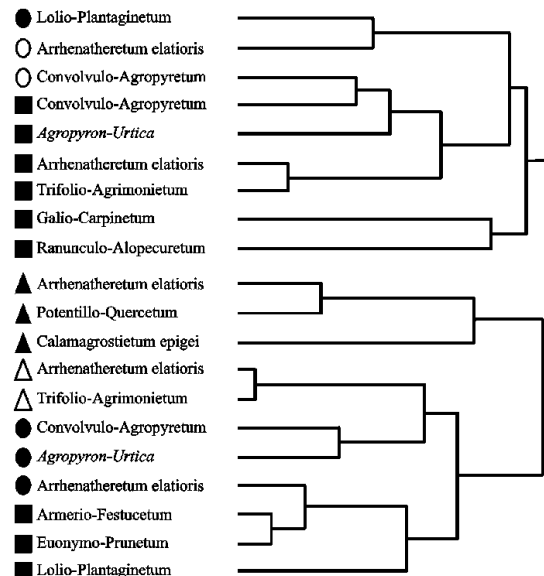 Lolio-Plantaginetum
Arrhenatheretum elatioris
Convolvulo-Agropyretum
Convolvulo-Agropyretum
Agropyron-Urtica
Arrhenatheretum elatioris
Trifolio-Agrimonietum
Galio-Carpinetum
Ranunculo-Alopecuretum
Arrhenatheretum elatioris
Potentillo-Quercetum
Calamagrostietum epigei
Arrhenatheretum elatioris
Trifolio-Agrimonietum
Convolvulo-Agropyretum
Agropyron-Urtica
Arrhenatheretum elatioris
Armerio-Festucetum
Euonymo-Prunetum
Lolio-Plantaginetum